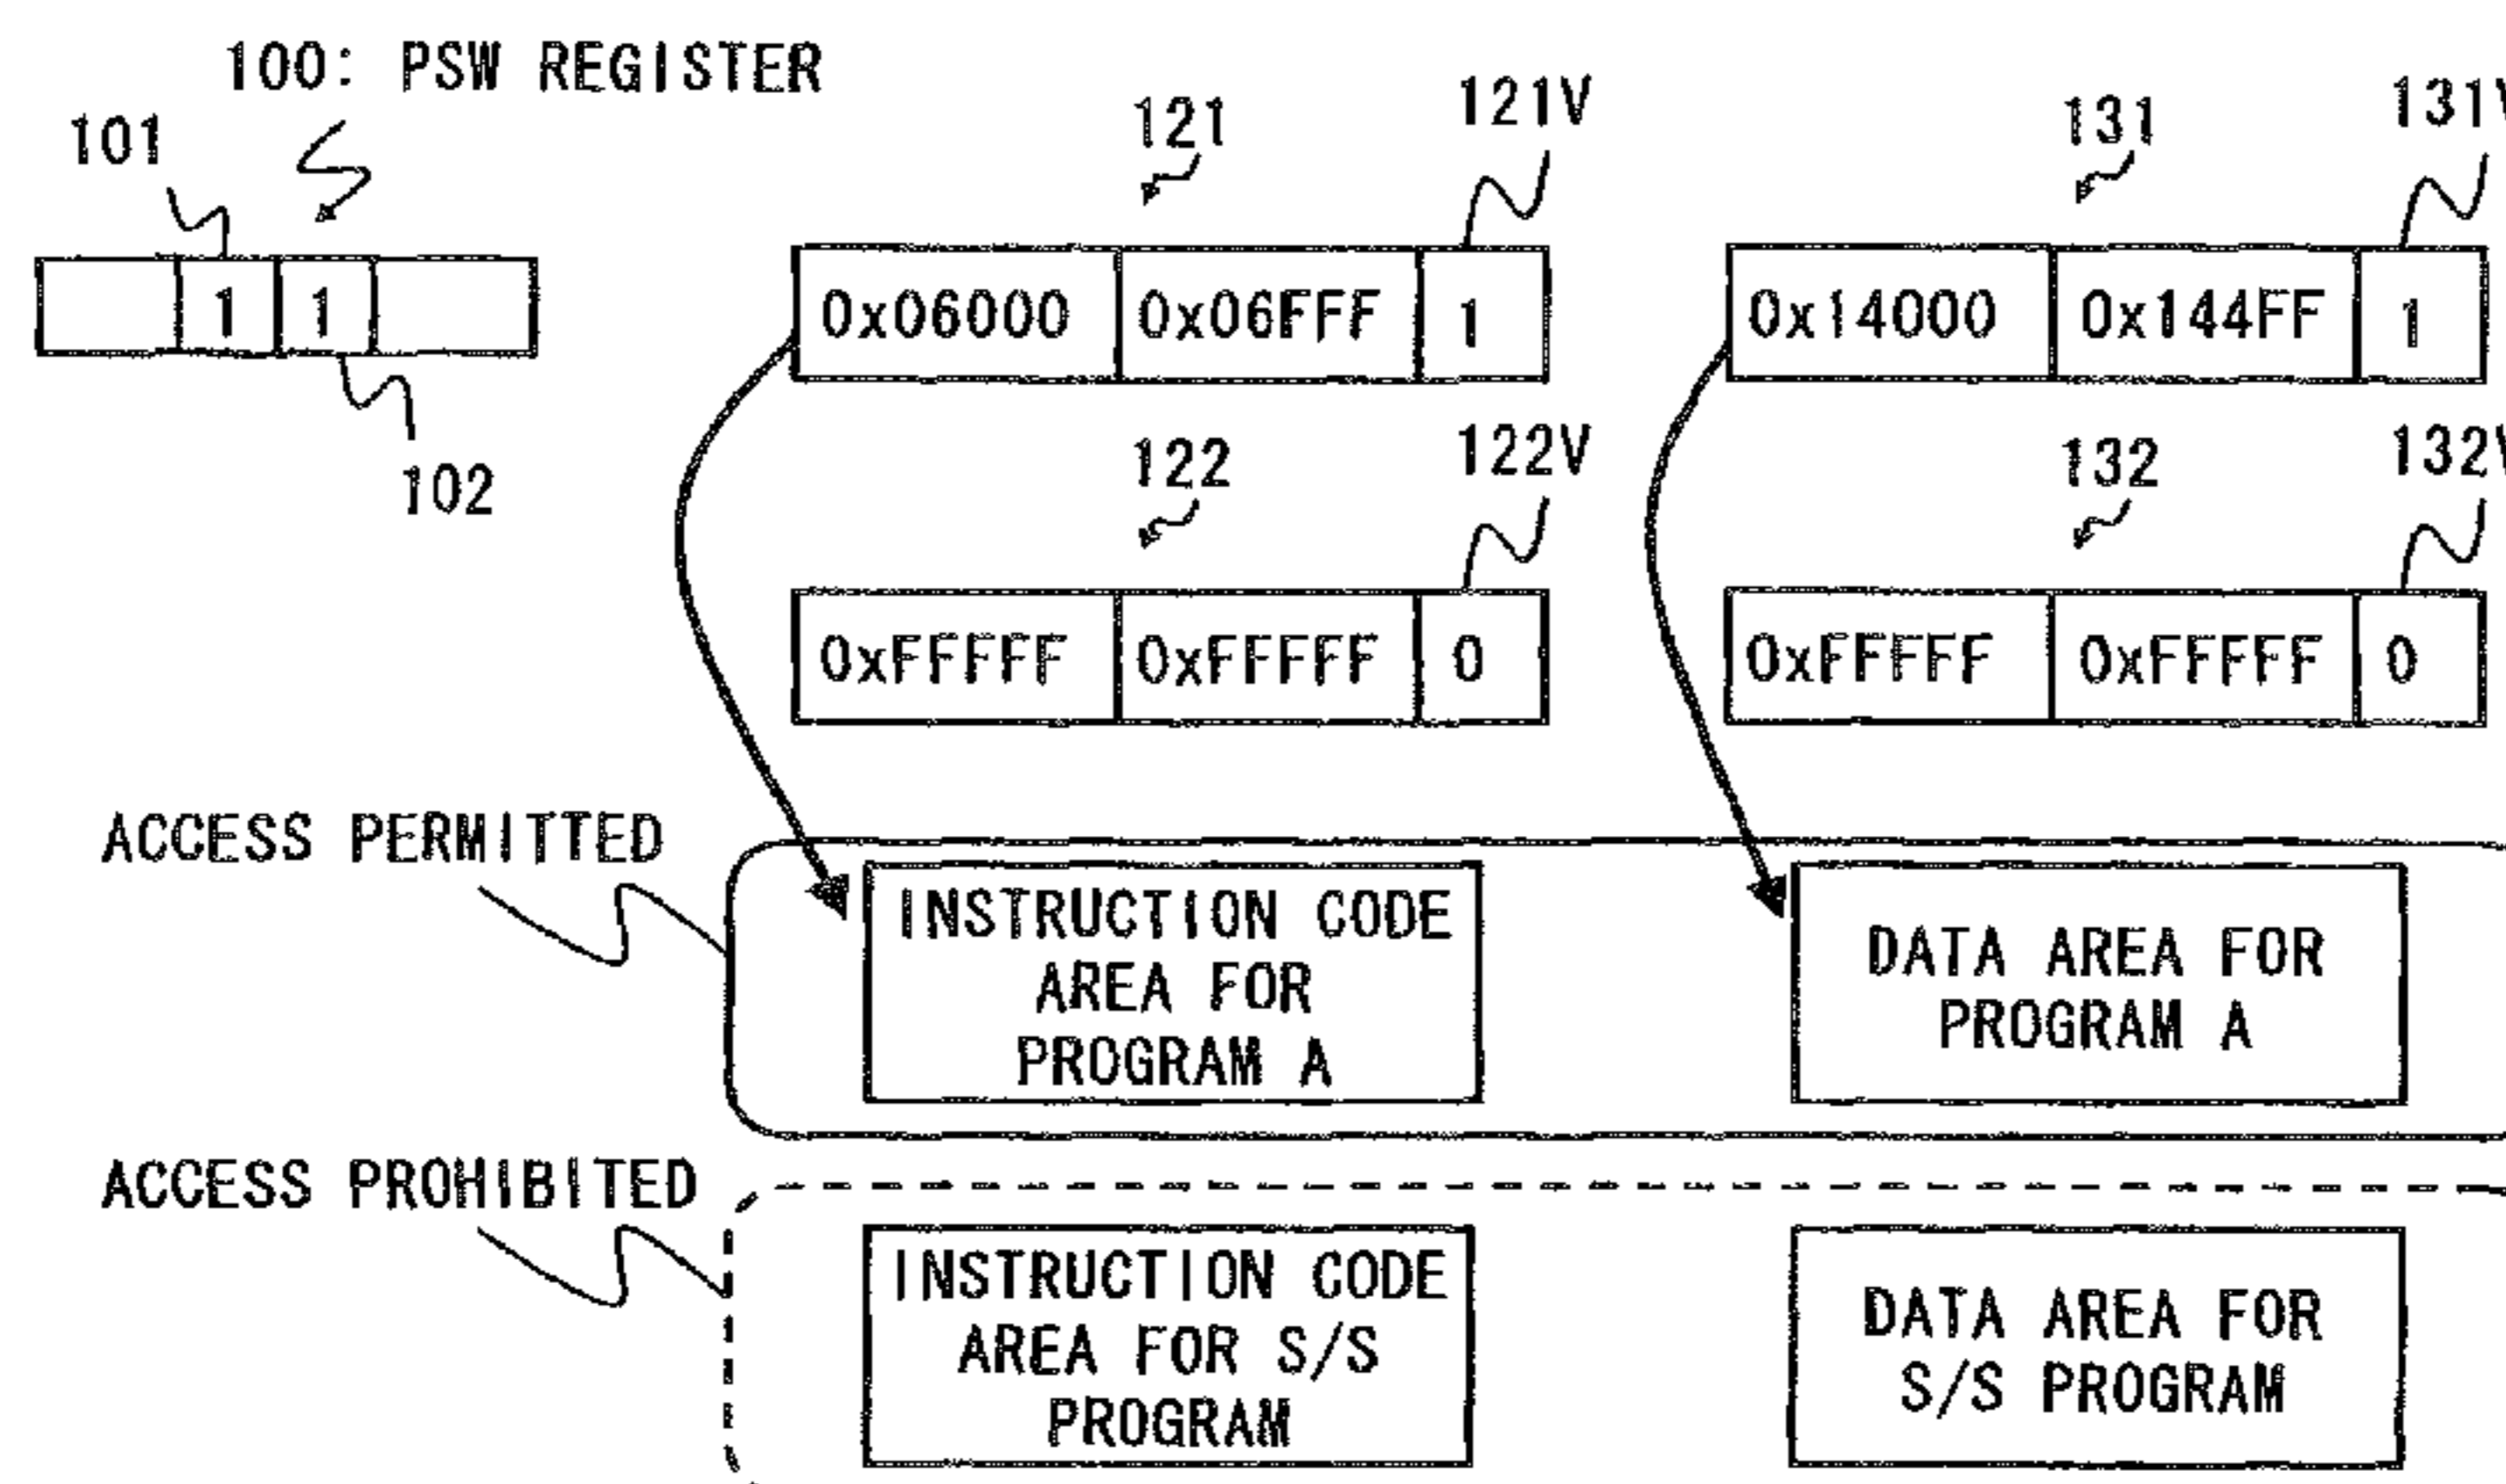 100: PSW REGISTER
101
121
121V
131
131V
1 1
0x06000 0x06FFF 1
0x14000 0x144FF 1
102
122
122V
132
132V
0xFFFFF 0xFFFFF 0
0xFFFFF 0xFFFFF 0
ACCESS PERMITTED
INSTRUCTION CODE
AREA FOR
PROGRAM A
DATA AREA FOR
PROGRAM A
ACCESS PROHIBITED
INSTRUCTION CODE
AREA FOR S/S
PROGRAM
DATA AREA FOR
S/S PROGRAM